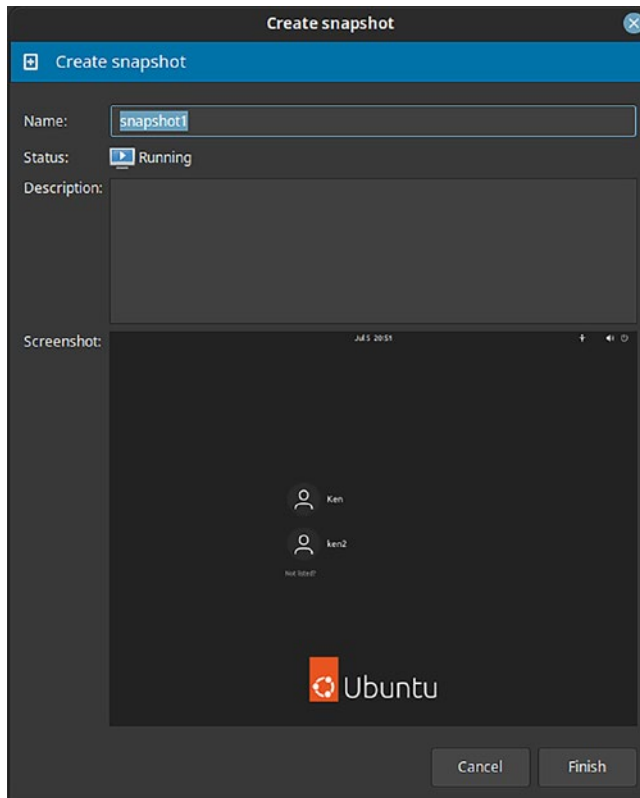 Create snapshot
Create snapshot
Name: snapshot1
Status: Running
Description:
Screenshot:
Jul 5 20:51
Ken
ken2
Not listed?
Ubuntu
Cancel Finish